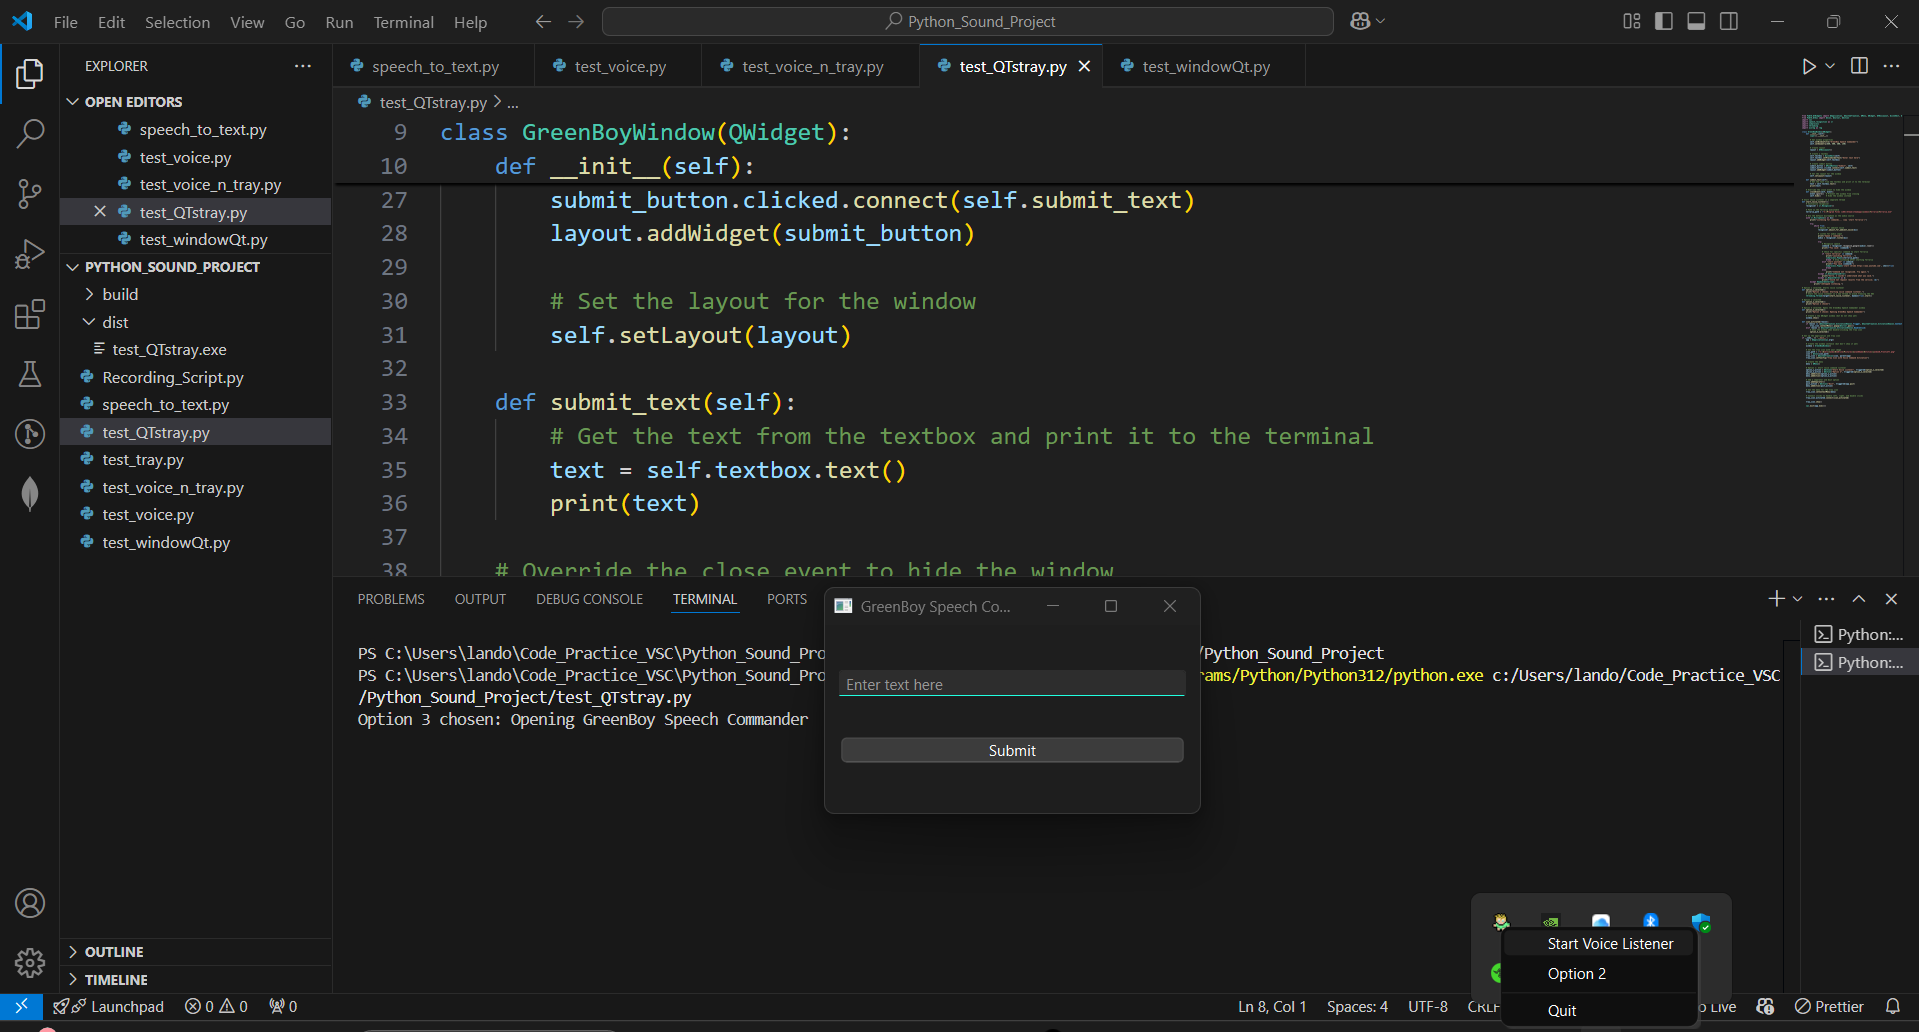 File Edit Selection View Go Run Terminal Help
Python_Sound_Project
EXPLORER
OPEN EDITORS
speech_to_text.py
test_voice.py
test_voice_n_tray.py
test_QTstray.py
test_windowQt.py
PYTHON_SOUND_PROJECT
build
dist
test_QTstray.exe
Recording_Script.py
speech_to_text.py
test_QTstray.py
test_tray.py
test_voice_n_tray.py
test_voice.py
test_windowQt.py
OUTLINE
TIMELINE
speech_to_text.py test_voice.py test_voice_n_tray.py test_QTstray.py test_windowQt.py
test_QTstray.py > ...
9 class GreenBoyWindow(QWidget):
10 def __init__(self):
27 submit_button.clicked.connect(self.submit_text)
28 layout.addWidget(submit_button)
29
30 # Set the layout for the window
31 self.setLayout(layout)
32
33 def submit_text(self):
34 # Get the text from the textbox and print it to the terminal
35 text = self.textbox.text()
36 print(text)
37
38 # Override the close event to hide the window
PROBLEMS OUTPUT DEBUG CONSOLE TERMINAL PORTS
PS C:\Users\lando\Code_Practice_VSC\Python_Sound_Pro /Python_Sound_Project
PS C:\Users\lando\Code_Practice_VSC\Python_Sound_Pro rams/Python/Python312/python.exe c:/Users/lando/Code_Practice_VSC
/Python_Sound_Project/test_QTstray.py
Option 3 chosen: Opening GreenBoy Speech Commander
Python:...
Python:...
GreenBoy Speech Co...
Enter text here
Submit
Start Voice Listener
Option 2
Quit
Launchpad 0 0 0 Ln 8, Col 1 Spaces: 4 UTF-8 CRLF o Live Prettier